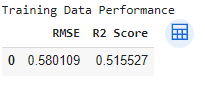 Training Data Performance
RMSE R2 Score
0 0.580109 0.515527